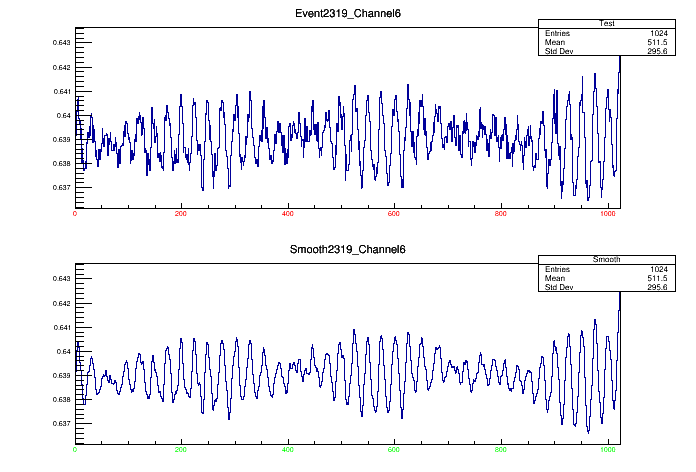 Event2319_Channel6
Test
Entries 1024
Mean 511.5
Std Dev 295.6
0.643
0.642
0.641
0.64
0.639
0.638
0.637
0 200 400 600 800 1000
Smooth2319_Channel6
Smooth
Entries 1024
Mean 511.5
Std Dev 295.6
0.643
0.642
0.641
0.64
0.639
0.638
0.637
0 200 400 600 800 1000